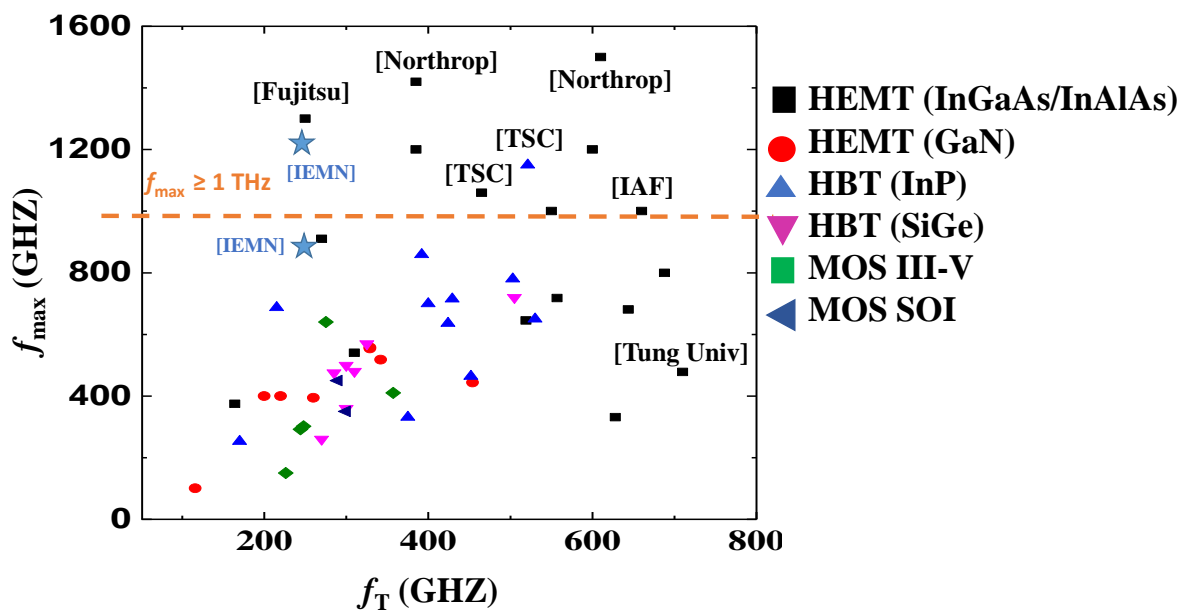 1600
[Northrop]
[Northrop]
[Fujitsu]
HEMT (InGaAs/InAlAs)
HEMT (GaN)
HBT (InP)
HBT (SiGe)
MOS III-V
MOS SOI
1200
[TSC]
[IEMN]
[TSC]
[IAF]
fmax ≥ 1 THz
[IEMN]
800
fmax (GHZ)
[Tung Univ]
400
0
200
400
600
800
fT (GHZ)